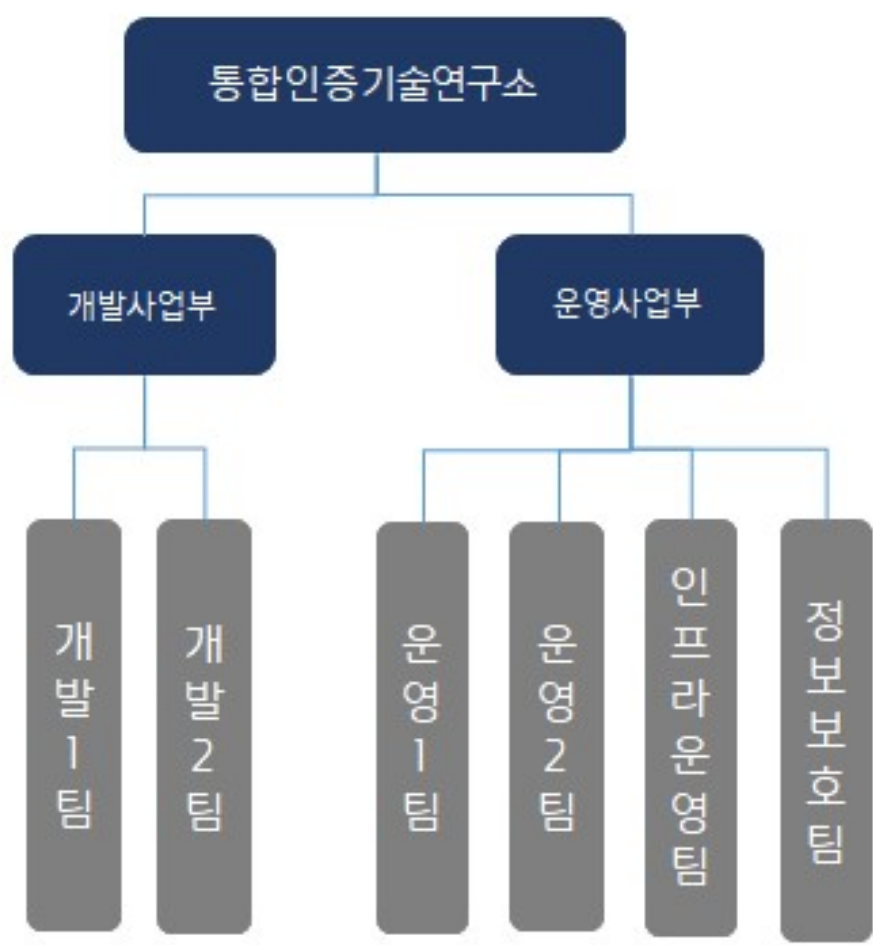 통합인증기술연구소
개발사업부
운영사업부
개발1팀
개발2팀
운영1팀
운영2팀
인프라운영팀
정보보호팀